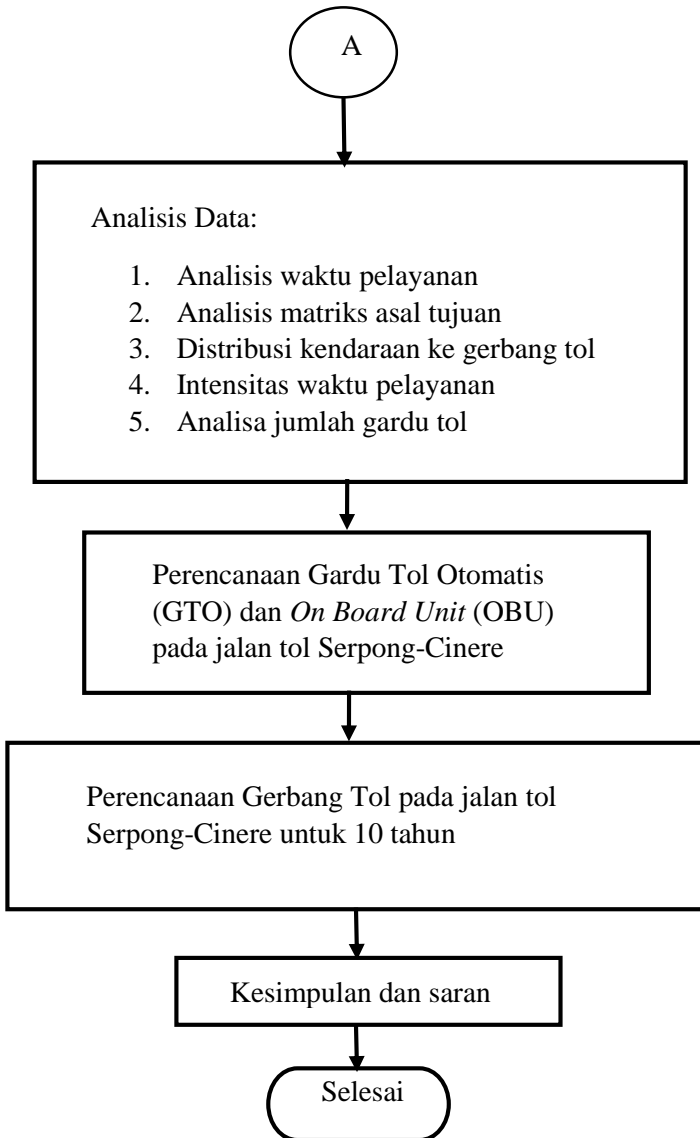 A
Analisis Data:
1. Analisis waktu pelayanan
2. Analisis matriks asal tujuan
3. Distribusi kendaraan ke gerbang tol
4. Intensitas waktu pelayanan
5. Analisa jumlah gardu tol
Perencanaan Gardu Tol Otomatis
(GTO) dan On Board Unit (OBU)
pada jalan tol Serpong-Cinere
Perencanaan Gerbang Tol pada jalan tol
Serpong-Cinere untuk 10 tahun
Kesimpulan dan saran
Selesai